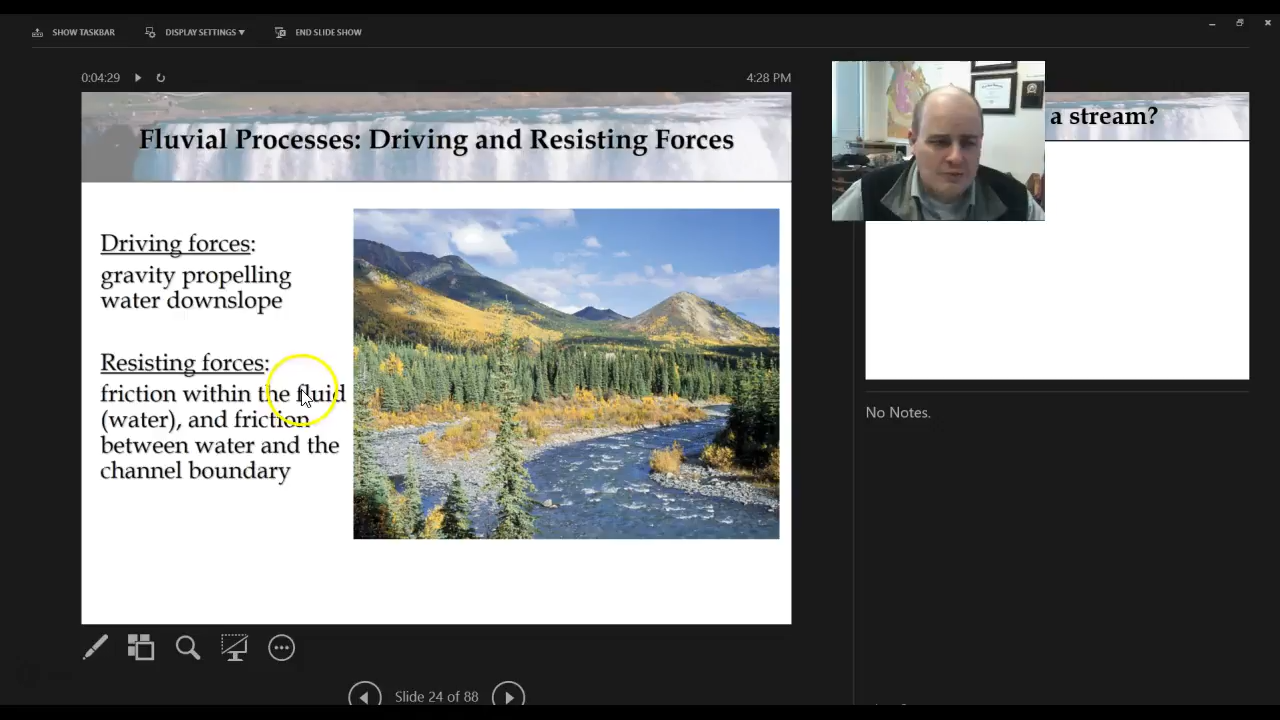 SHOW TASKBAR
DISPLAY SETTINGS ▼
END SLIDE SHOW
0:04:29
4:28 PM
Fluvial Processes: Driving and Resisting Forces
a stream?
Driving forces:
gravity propelling
water downslope
Resisting forces:
friction within the fluid
(water), and friction
between water and the
channel boundary
No Notes.
Slide 24 of 88